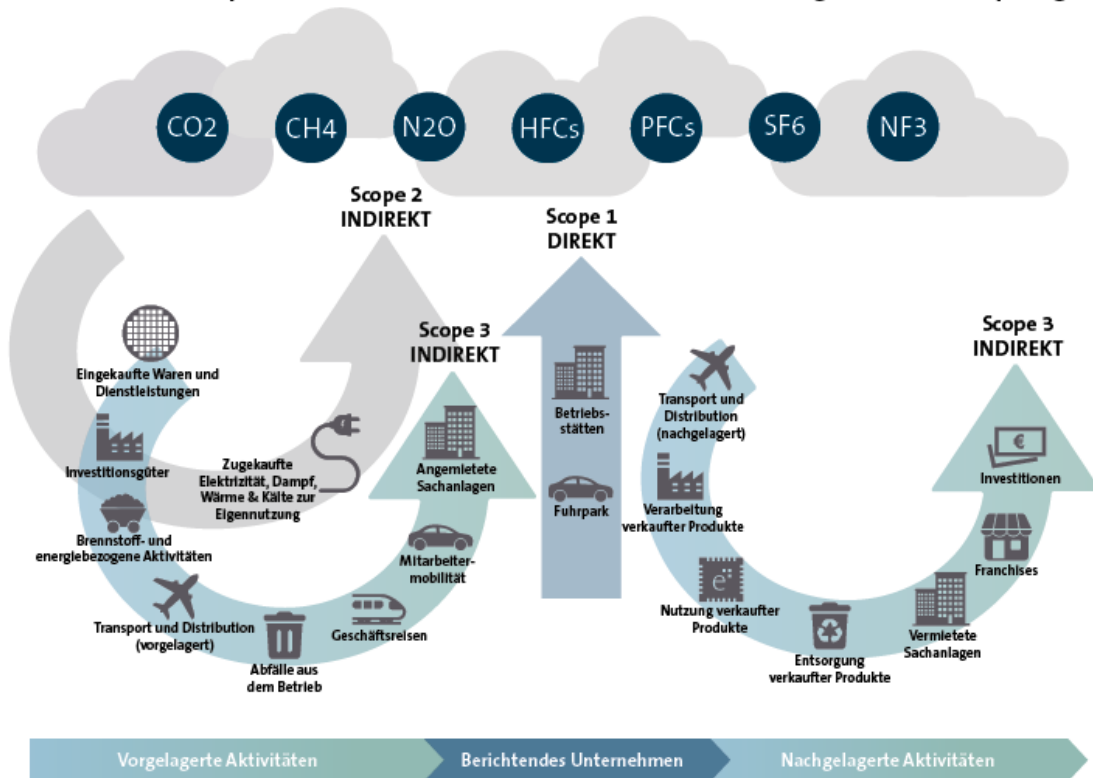 CO2
CH4
N2O
HFCs
PFCs
SF6
NF3
Scope 2
INDIREKT
Scope 1
DIREKT
Scope 3
INDIREKT
Scope 3
INDIREKT
Eingekaufte Waren und
Dienstleistungen
Investitionsgüter
Brennstoff- und
energiebezogene Aktivitäten
Transport und Distribution
(vorgelagert)
Abfälle aus
dem Betrieb
Geschäftsreisen
Mitarbeiter-
mobilität
Angemietete
Sachanlagen
Zugekaufte
Elektrizität, Dampf,
Wärme & Kälte zur
Eigennutzung
Betriebs-
stätten
Fuhrpark
Transport und
Distribution
(nachgelagert)
Verarbeitung
verkaufter Produkte
e
Nutzung verkaufter
Produkte
Entsorgung
verkaufter Produkte
Vermietete
Sachanlagen
Franchises
€
Investitionen
Vorgelagerte Aktivitäten
Berichtendes Unternehmen
Nachgelagerte Aktivitäten